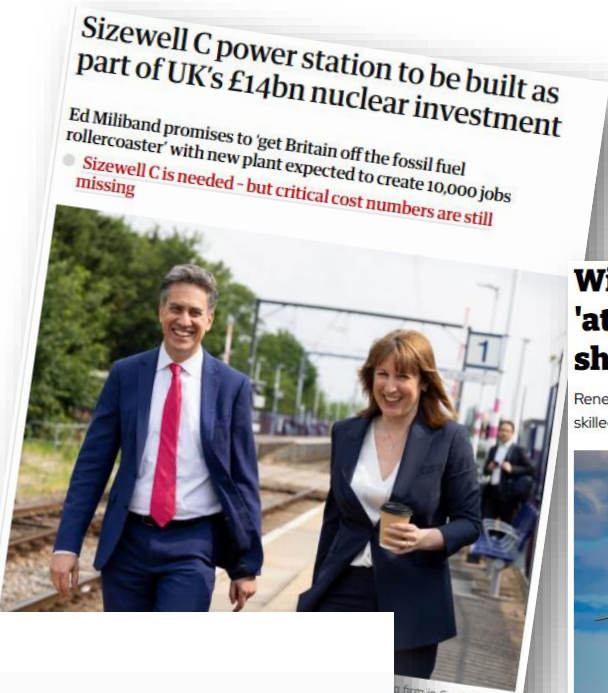 Sizewell C power station to be built as
part of UK's £14bn nuclear investment
Ed Miliband promises to 'get Britain off the fossil fuel
rollercoaster' with new plant expected to create 10,000 jobs
Sizewell C is needed – but critical cost numbers are still
missing
1
Wi
'at
sh
Rene
skille